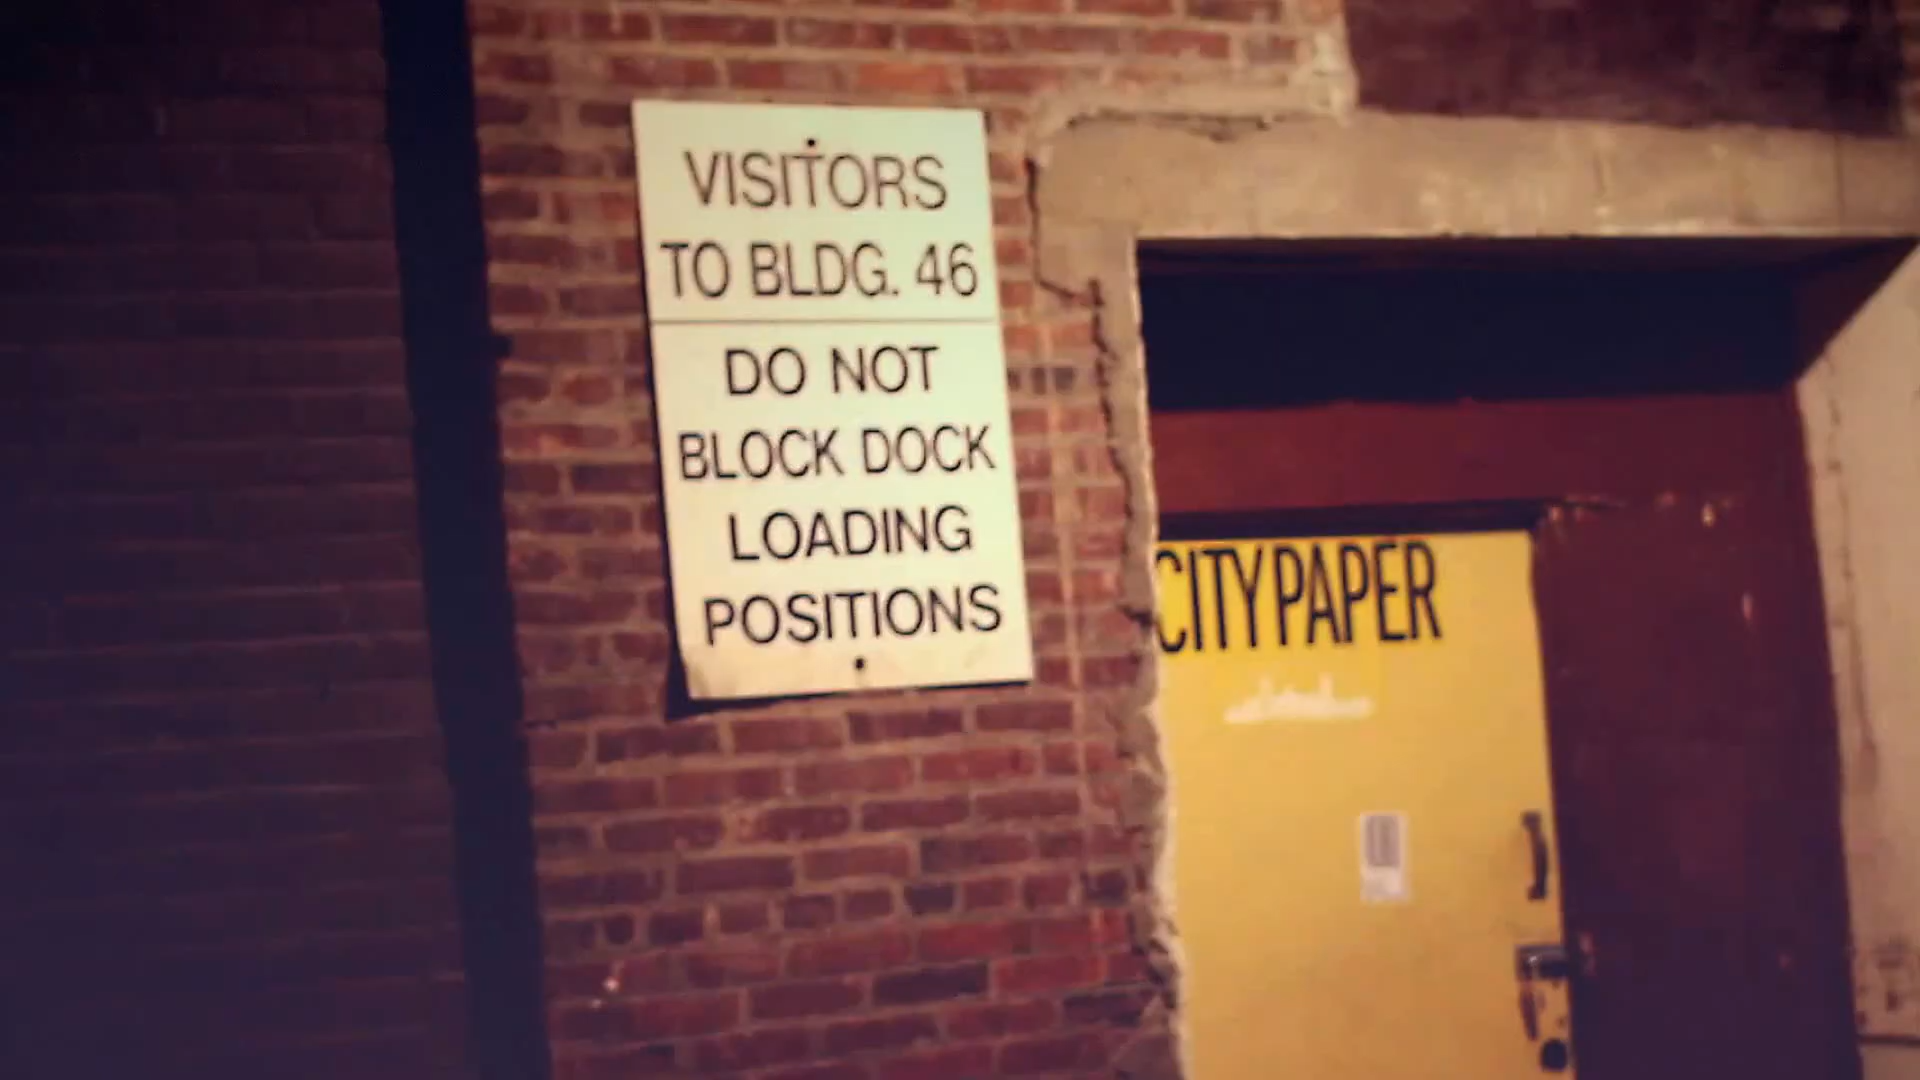 VISITORS
TO BLDG. 46
DO NOT
BLOCK DOCK
LOADING
POSITIONS
CITY PAPER